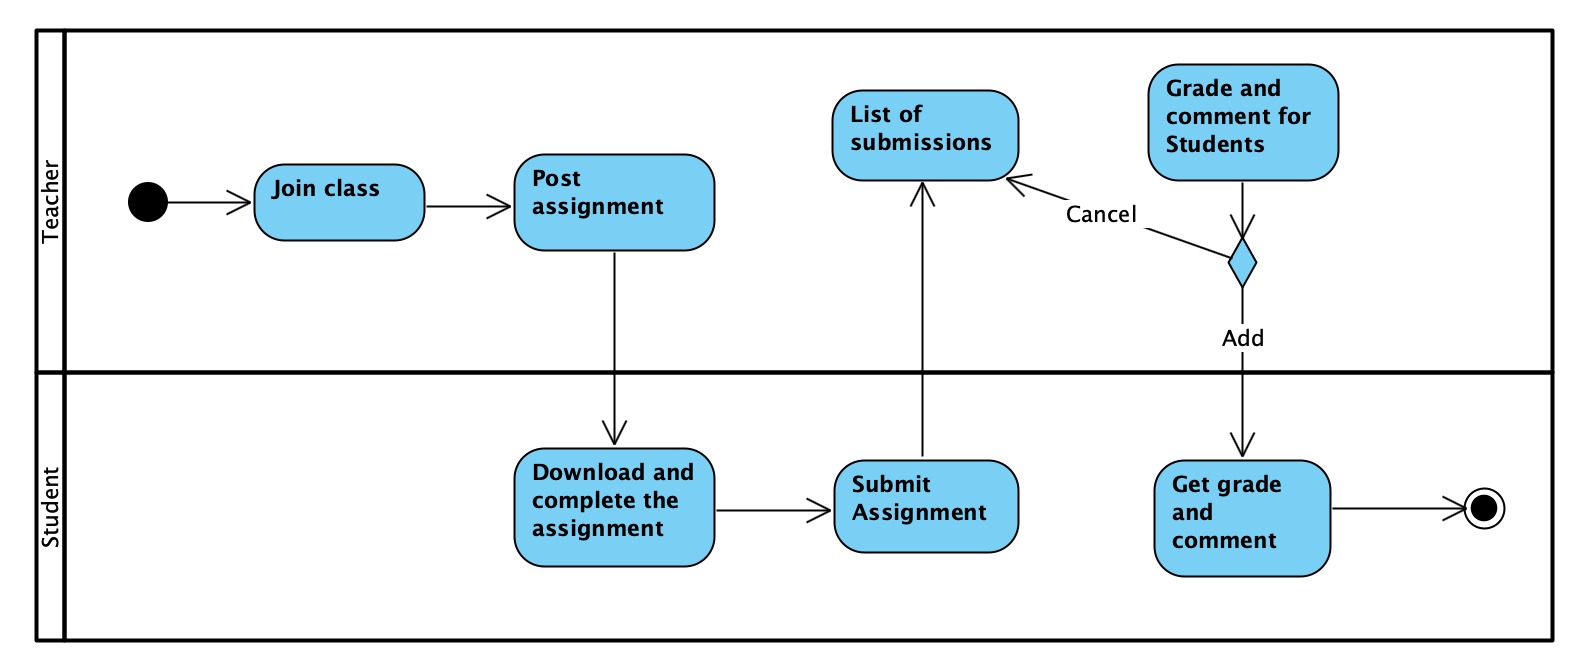 Teacher
Join class
Post
assignment
List of
submissions
Grade and
comment for
Students
Cancel
Add
Student
Download and
complete the
assignment
Submit
Assignment
Get grade
and
comment